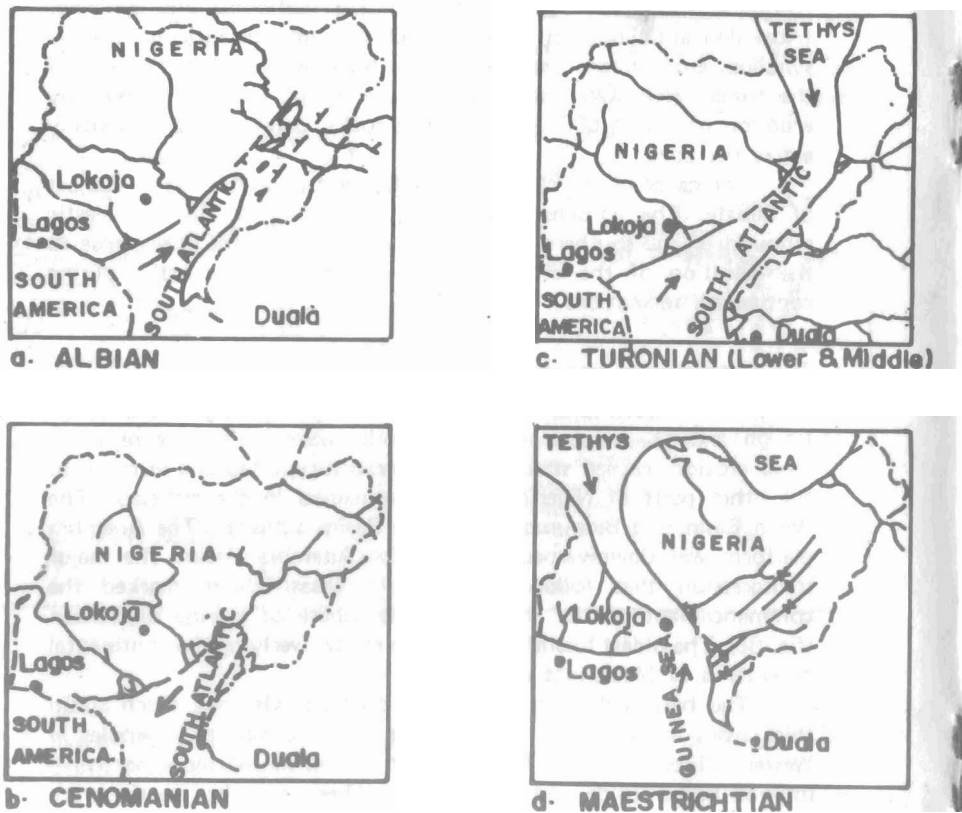 NIGERIA
Lokoja
Lagos
SOUTH AMERICA
SOUTH ATLANTIC
Dualà
a. ALBIAN
TETHYS SEA
NIGERIA
Lokoja
Lagos
SOUTH AMERICA
SOUTH ATLANTIC
Duala
c. TURONIAN (Lower & Middle)
NIGERIA
Lokoja
Lagos
SOUTH AMERICA
SOUTH ATLANTIC
Duala
b. CENOMANIAN
TETHYS
SEA
NIGERIA
Lokoja
Lagos
GUINEA SEA
Duala
d. MAESTRICHTIAN